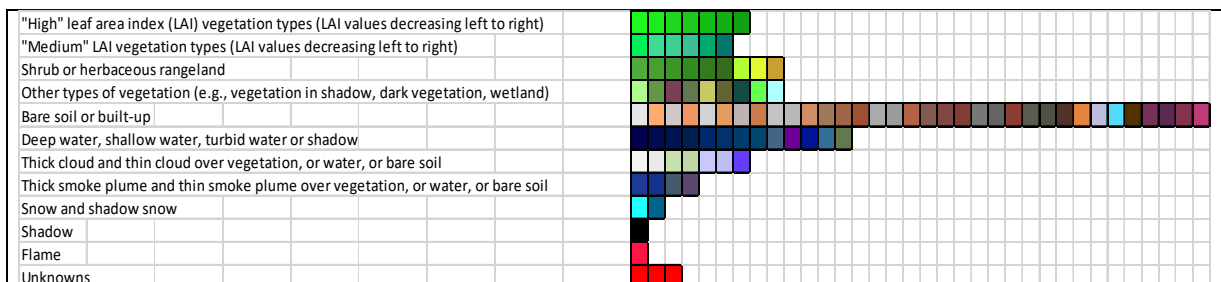 "High" leaf area index (LAI) vegetation types (LAI values decreasing left to right)
"Medium" LAI vegetation types (LAI values decreasing left to right)
Shrub or herbaceous rangeland
Other types of vegetation (e.g., vegetation in shadow, dark vegetation, wetland)
Bare soil or built-up
Deep water, shallow water, turbid water or shadow
Thick cloud and thin cloud over vegetation, or water, or bare soil
Thick smoke plume and thin smoke plume over vegetation, or water, or bare soil
Snow and shadow snow
Shadow
Flame
Unknowns